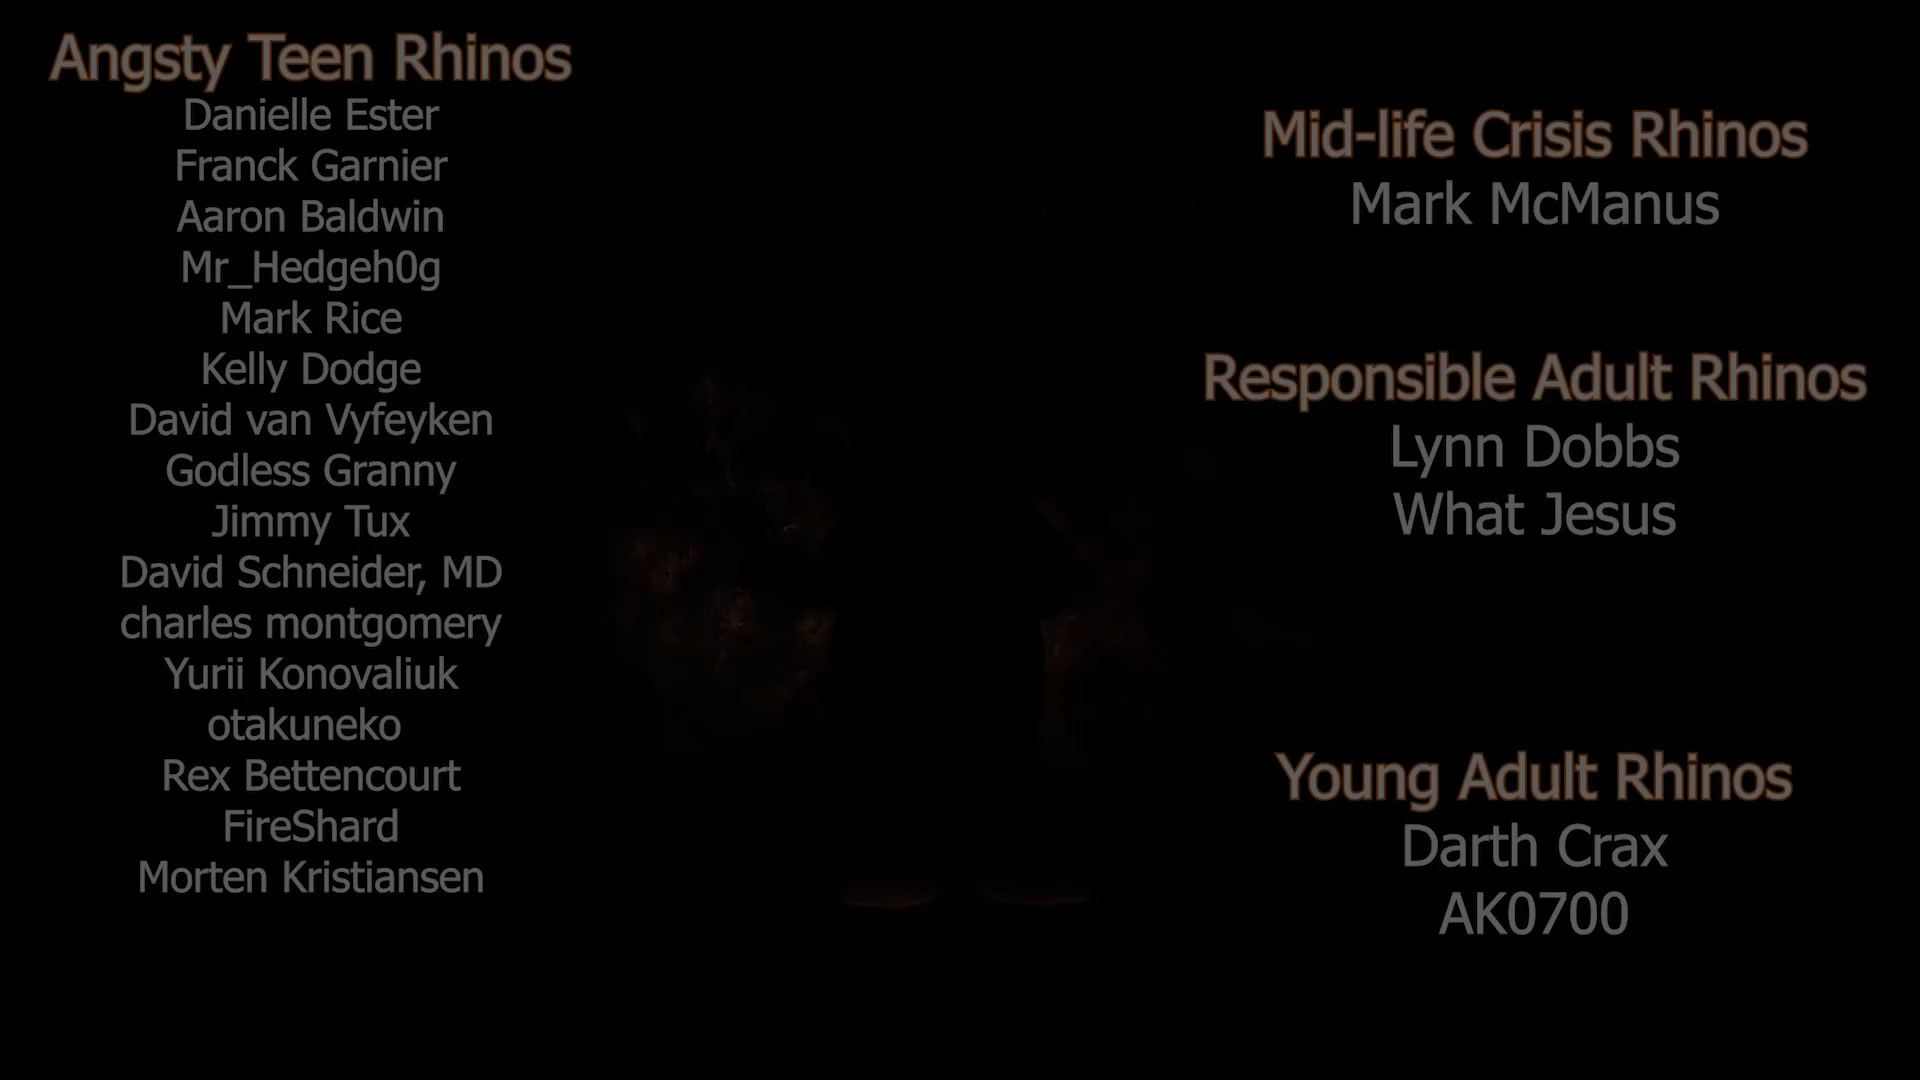 Angsty Teen Rhinos
Danielle Ester
Franck Garnier
Aaron Baldwin
Mr_Hedgeh0g
Mark Rice
Kelly Dodge
David van Vyfeyken
Godless Granny
Jimmy Tux
David Schneider, MD
charles montgomery
Yurii Konovaliuk
otakuneko
Rex Bettencourt
FireShard
Morten Kristiansen
Mid-life Crisis Rhinos
Mark McManus
Responsible Adult Rhinos
Lynn Dobbs
What Jesus
Young Adult Rhinos
Darth Crax
AK0700